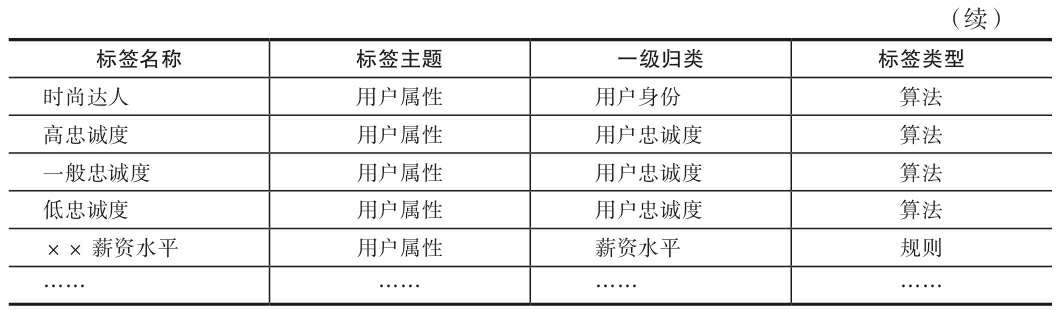 （续）
标签名称 标签主题 一级归类 标签类型
时尚达人 用户属性 用户身份 算法
高忠诚度 用户属性 用户忠诚度 算法
一般忠诚度 用户属性 用户忠诚度 算法
低忠诚度 用户属性 用户忠诚度 算法
××薪资水平 用户属性 薪资水平 规则
…… …… …… ……